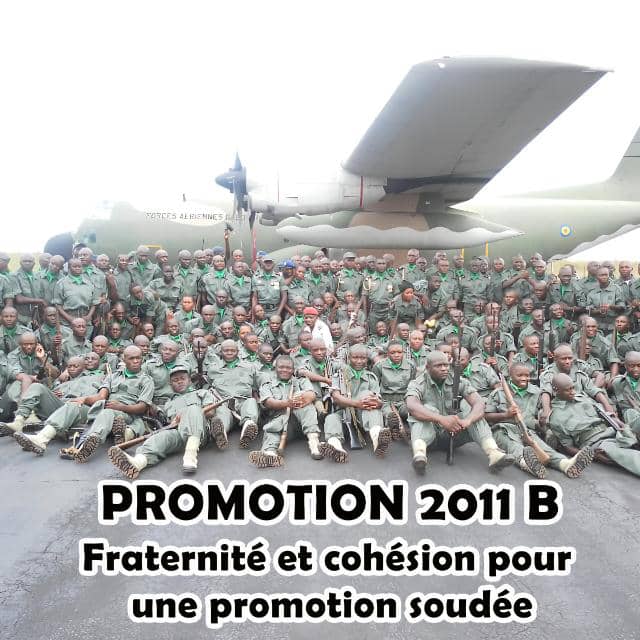 FORCES AERIENNES
PROMOTION 2011 B
Fraternité et cohésion pour
une promotion soudée